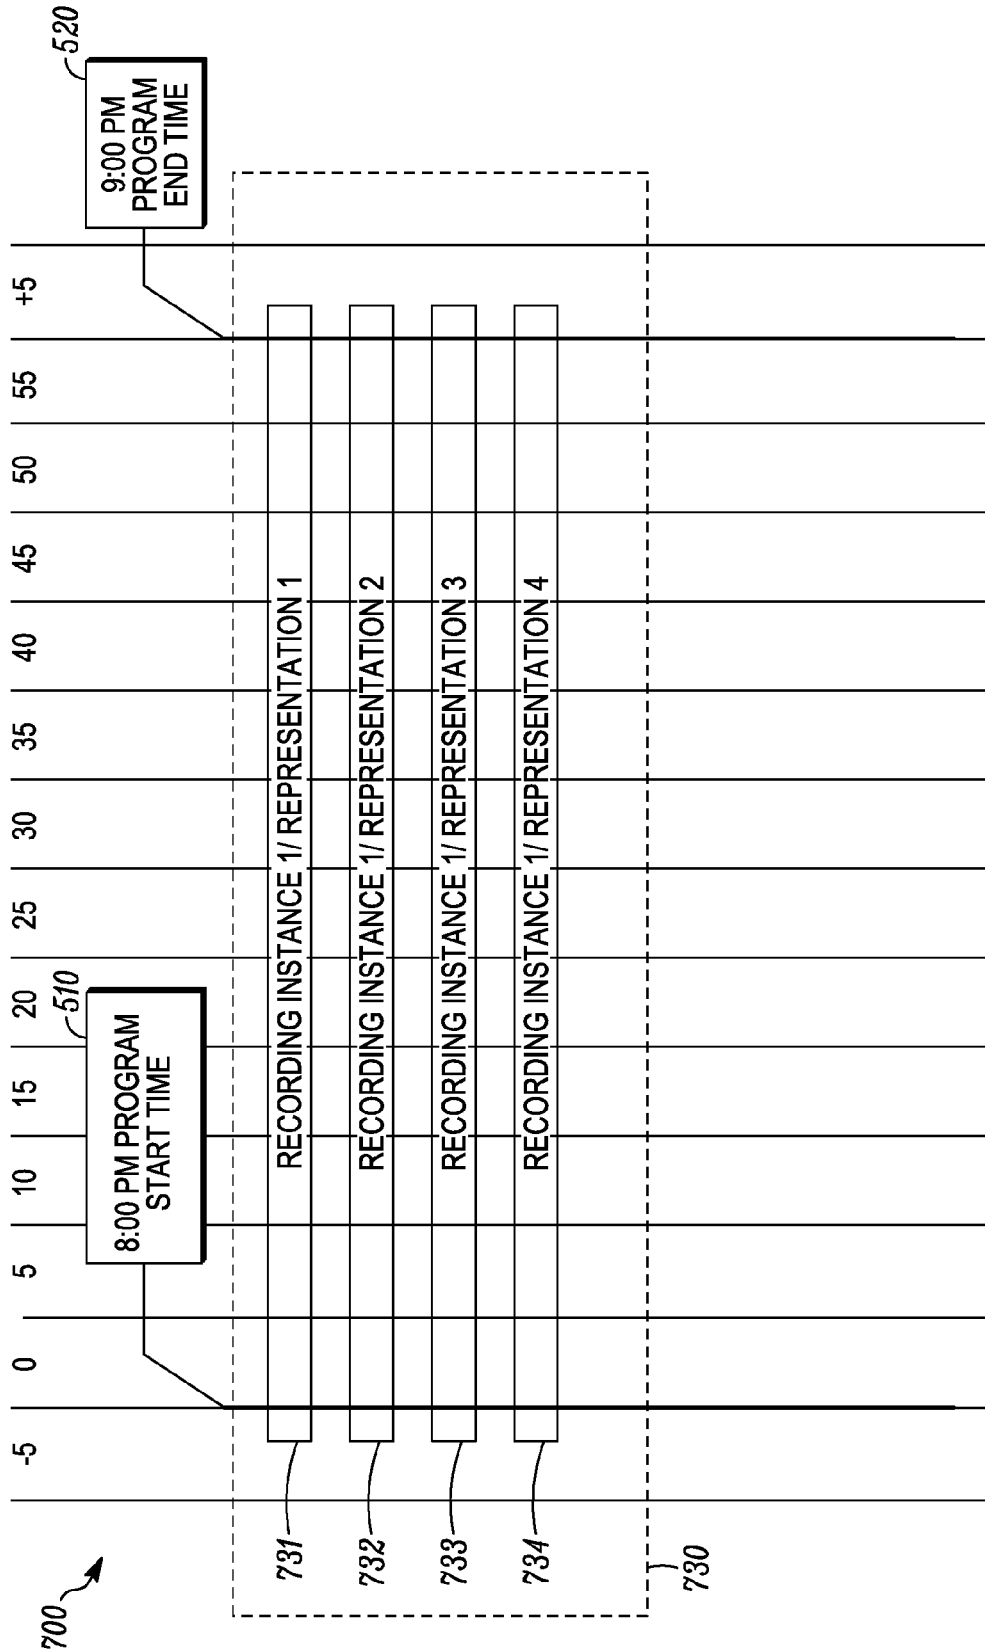 700
-5 0 5 10 15 20 25 30 35 40 45 50 55 +5
8:00 PM PROGRAM
START TIME
510
9:00 PM
PROGRAM
END TIME
520
731
RECORDING INSTANCE 1/ REPRESENTATION 1
732
RECORDING INSTANCE 1/ REPRESENTATION 2
733
RECORDING INSTANCE 1/ REPRESENTATION 3
734
RECORDING INSTANCE 1/ REPRESENTATION 4
730